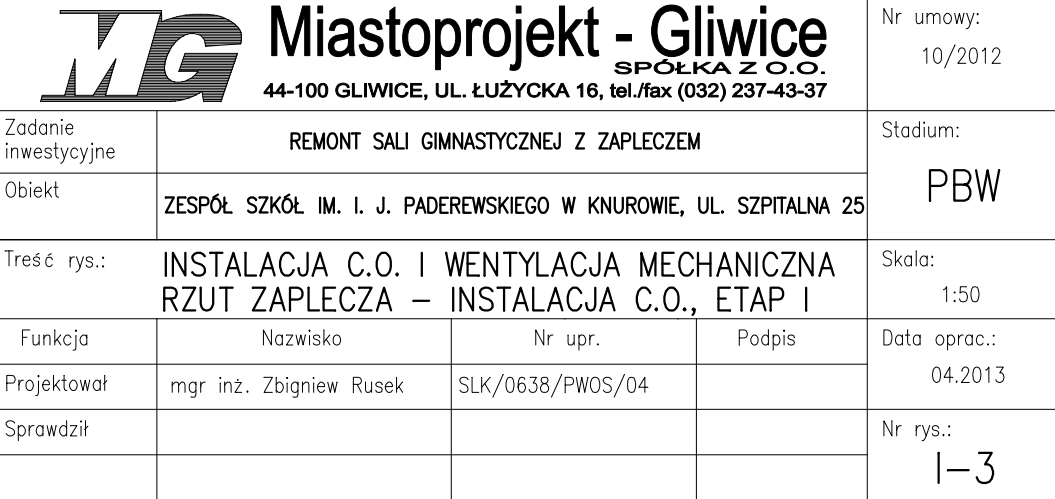 MG
Miastoprojekt - Gliwice
SPÓŁKA Z O.O.
44-100 GLIWICE, UL. ŁUŻYCKA 16, tel./fax (032) 237-43-37
Nr umowy:
10/2012
Zadanie
inwestycyjne
REMONT SALI GIMNASTYCZNEJ Z ZAPLECZEM
Stadium:
PBW
Obiekt
ZESPÓŁ SZKÓŁ IM. I. J. PADEREWSKIEGO W KNUROWIE, UL. SZPITALNA 25
Treść rys.:
INSTALACJA C.O. I WENTYLACJA MECHANICZNA
RZUT ZAPLECZA – INSTALACJA C.O., ETAP I
Skala:
1:50
Funkcja Nazwisko Nr upr. Podpis
Data oprac.:
04.2013
Projektował mgr inż. Zbigniew Rusek SLK/0638/PWOS/04
Sprawdził
Nr rys.:
I-3